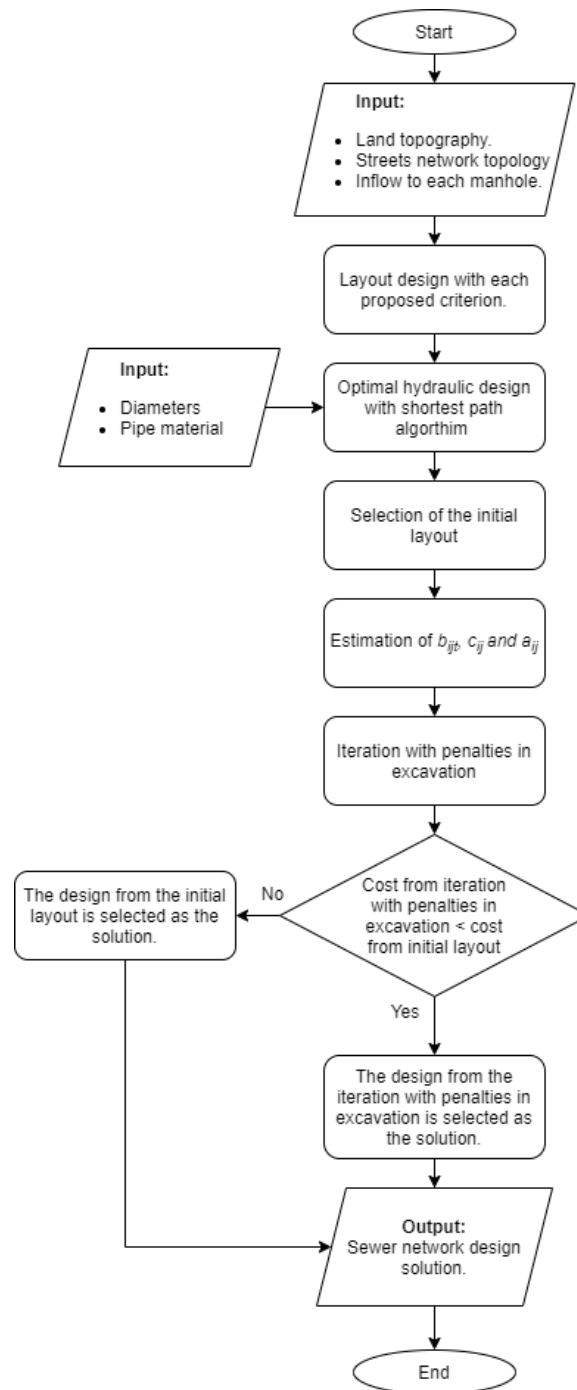 Start
Input:
• Land topography.
• Streets network topology
• Inflow to each manhole.
Layout design with each
proposed criterion.
Input:
• Diameters
• Pipe material
Optimal hydraulic design
with shortest path
algorthim
Selection of the initial
layout
Estimation of b_ijt, c_ij and a_ij
Iteration with penalties in
excavation
Cost from iteration
with penalties in
excavation < cost
from initial layout
No
The design from the initial
layout is selected as the
solution.
Yes
The design from the
iteration with penalties in
excavation is selected as
the solution.
Output:
Sewer network design
solution.
End